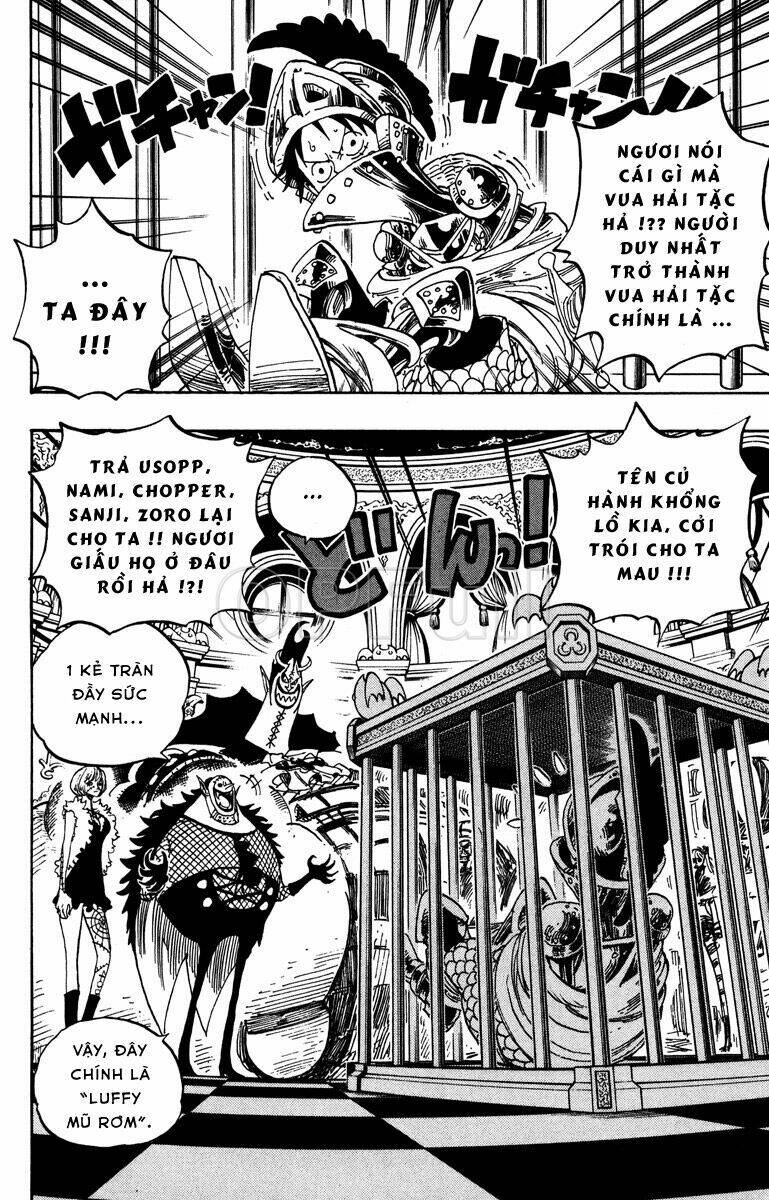 ガチャン!
ガチャン!!
NGƯƠI NÓI
CÁI GÌ MÀ
VUA HẢI TẶC
HẢ !?? NGƯỜI
DUY NHẤT
TRỞ THÀNH
VUA HẢI TẶC
CHÍNH LÀ ...
...
TA ĐÂY
!!!
TRẢ USOPP,
NAMI, CHOPPER,
SANJI, ZORO LẠI
CHO TA !! NGƯƠI
GIẤU HỌ Ở ĐÂU
RỒI HẢ !?!
...
どんっ!
TÊN CỦ
HÀNH KHỔNG
LỒ KIA, CỞI
TRÓI CHO TA
MAU !!!
1 KẺ TRÀN
ĐẦY SỨC
MẠNH...
VẬY, ĐÂY
CHÍNH LÀ
“LUFFY
MŨ RƠM”.